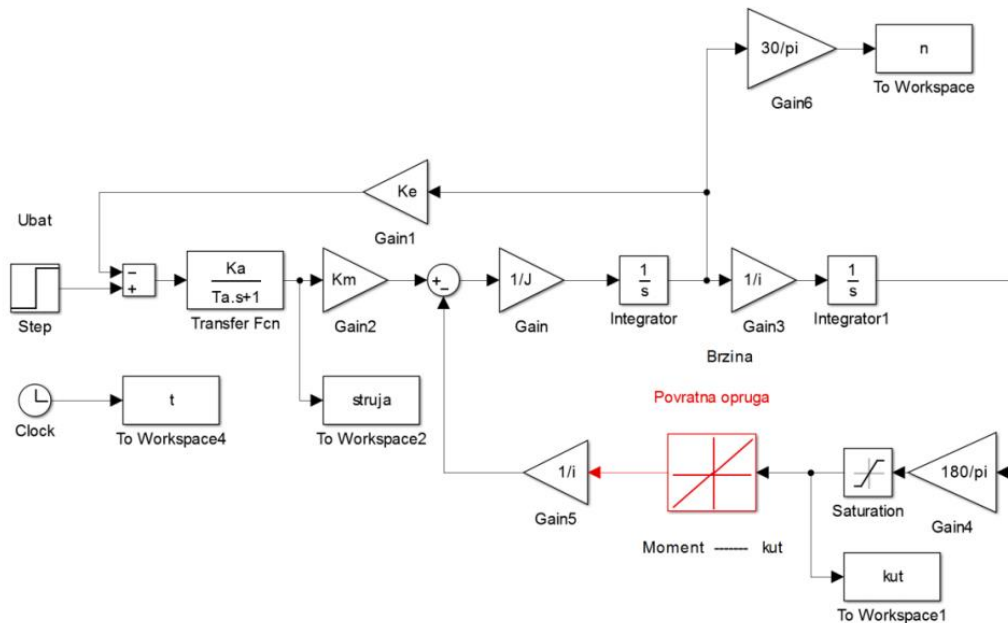 30/pi
n
Gain6
To Workspace
Ke
Ubat
Gain1
−
+
Ka
Ta.s+1
Km
+
−
1/J
1
s
1/i
1
s
Step
Transfer Fcn
Gain2
Gain
Integrator
Gain3
Integrator1
Brzina
t
struja
Povratna opruga
Clock
To Workspace4
To Workspace2
1/i
180/pi
Gain5
Saturation
Gain4
Moment ------- kut
kut
To Workspace1